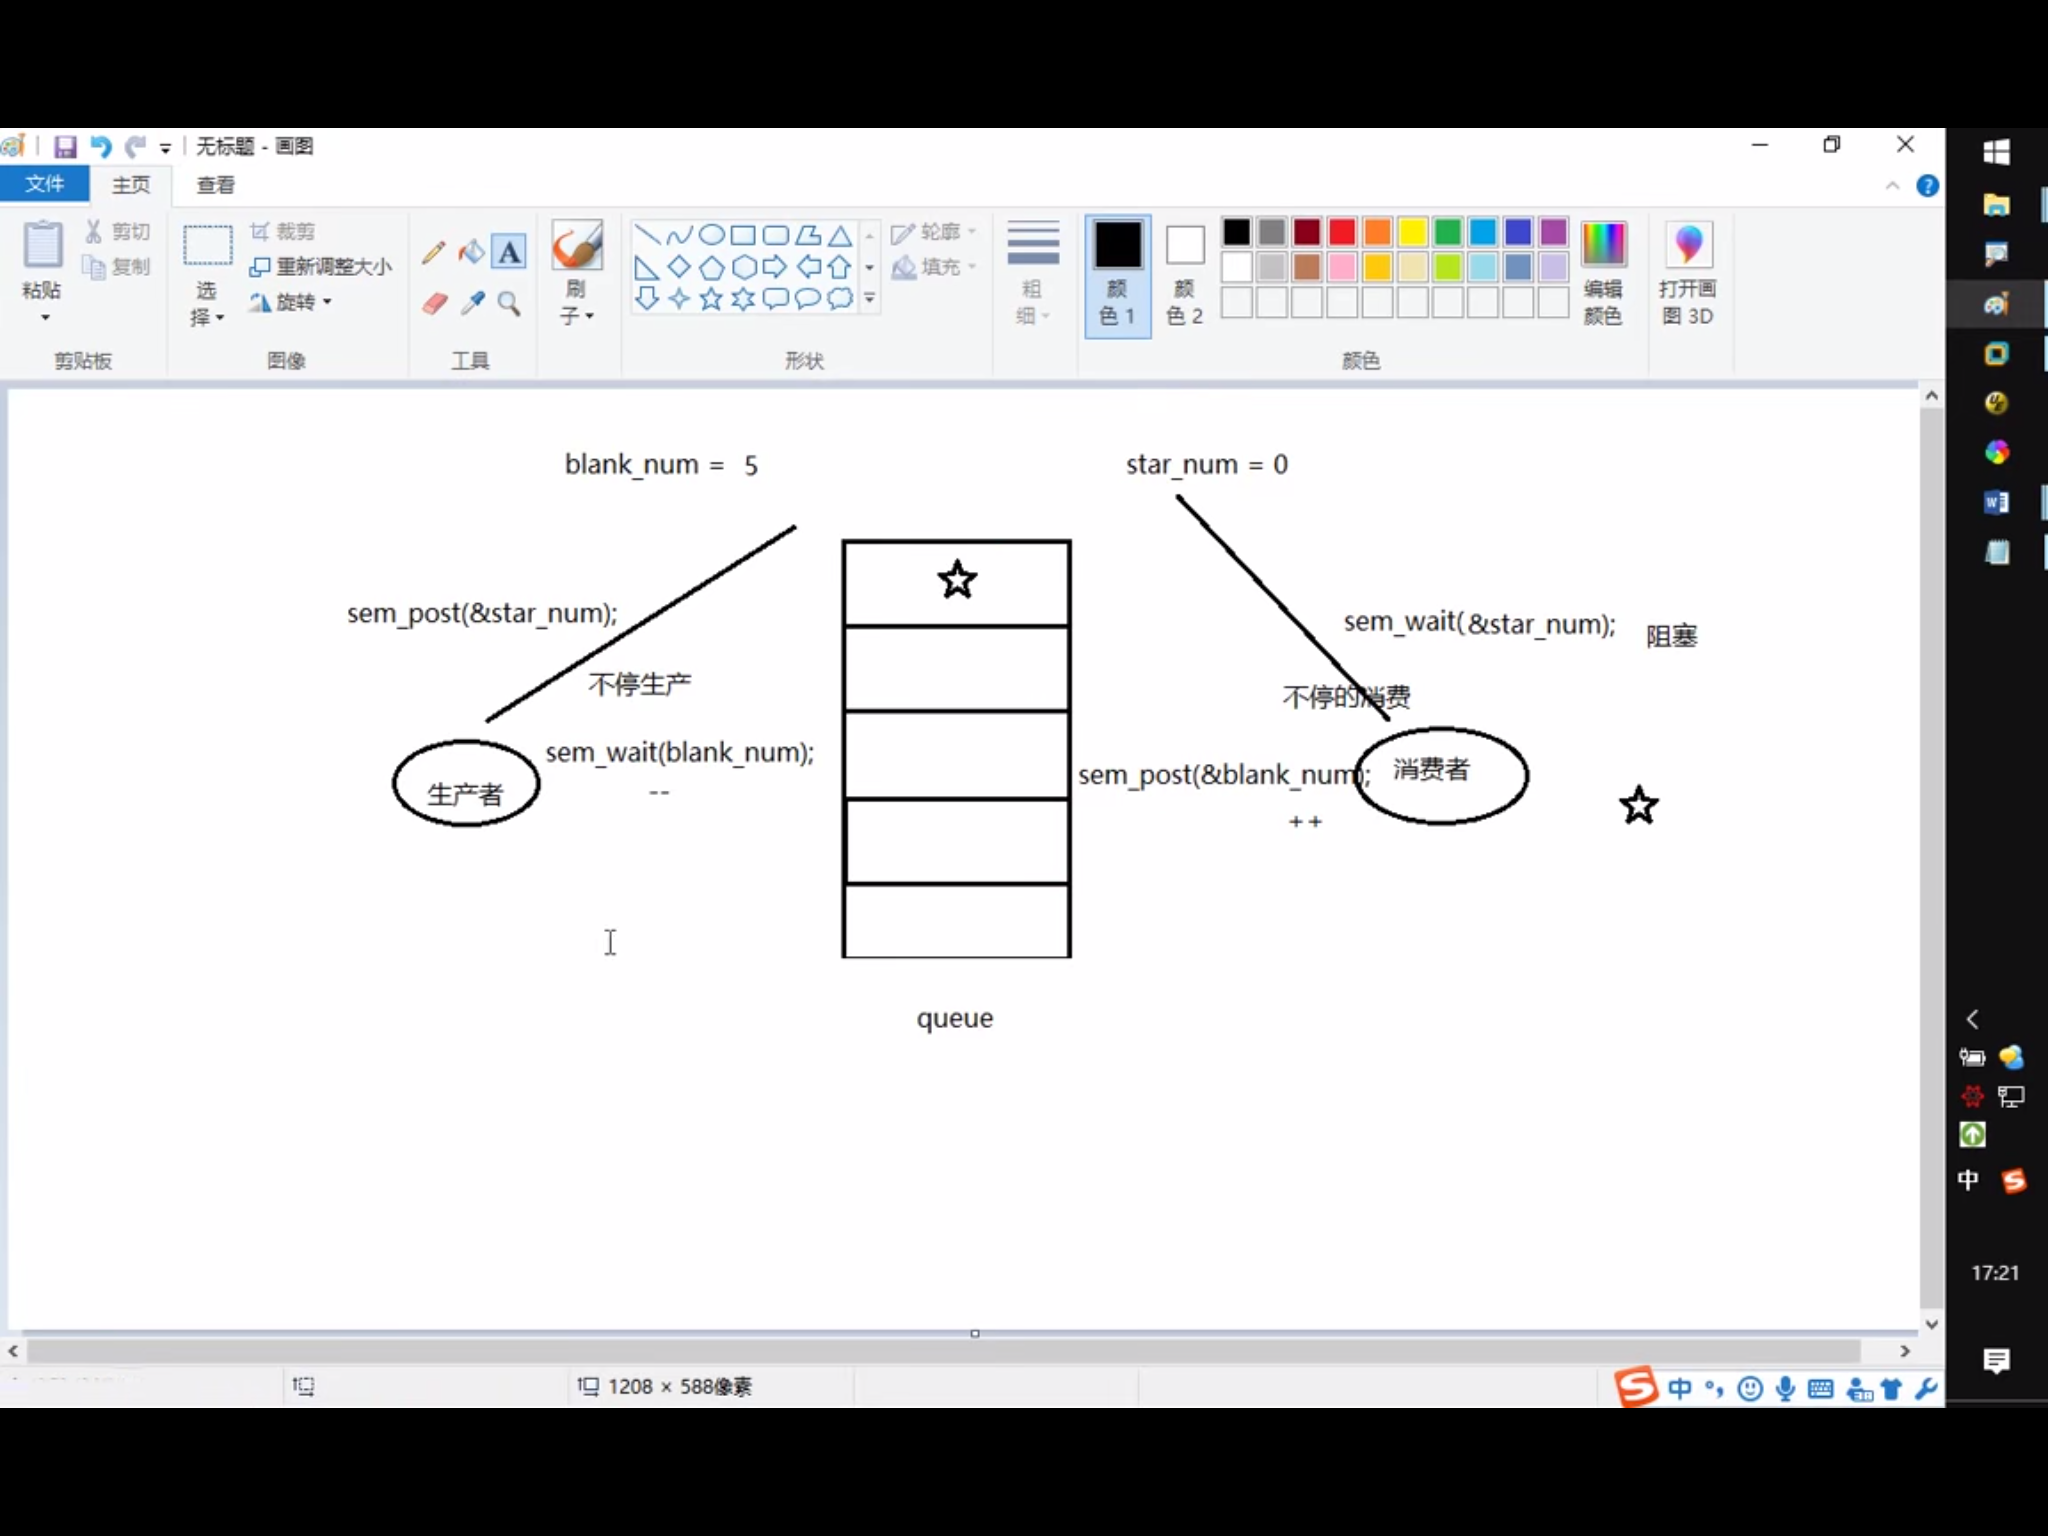 无标题 - 画图
文件 主页 查看
粘贴
剪切
复制
剪贴板
选择
裁剪
重新调整大小
旋转
图像
A
工具
刷子
形状
轮廓
填充
粗细
颜色 1
颜色 2
编辑颜色
颜色
打开画图 3D
blank_num = 5
star_num = 0
sem_post(&star_num);
sem_wait(&star_num); 阻塞
不停生产
不停的消费
sem_wait(blank_num);
--
生产者
sem_post(&blank_num);
++
消费者
queue
中
17:21
1208 × 588像素
中